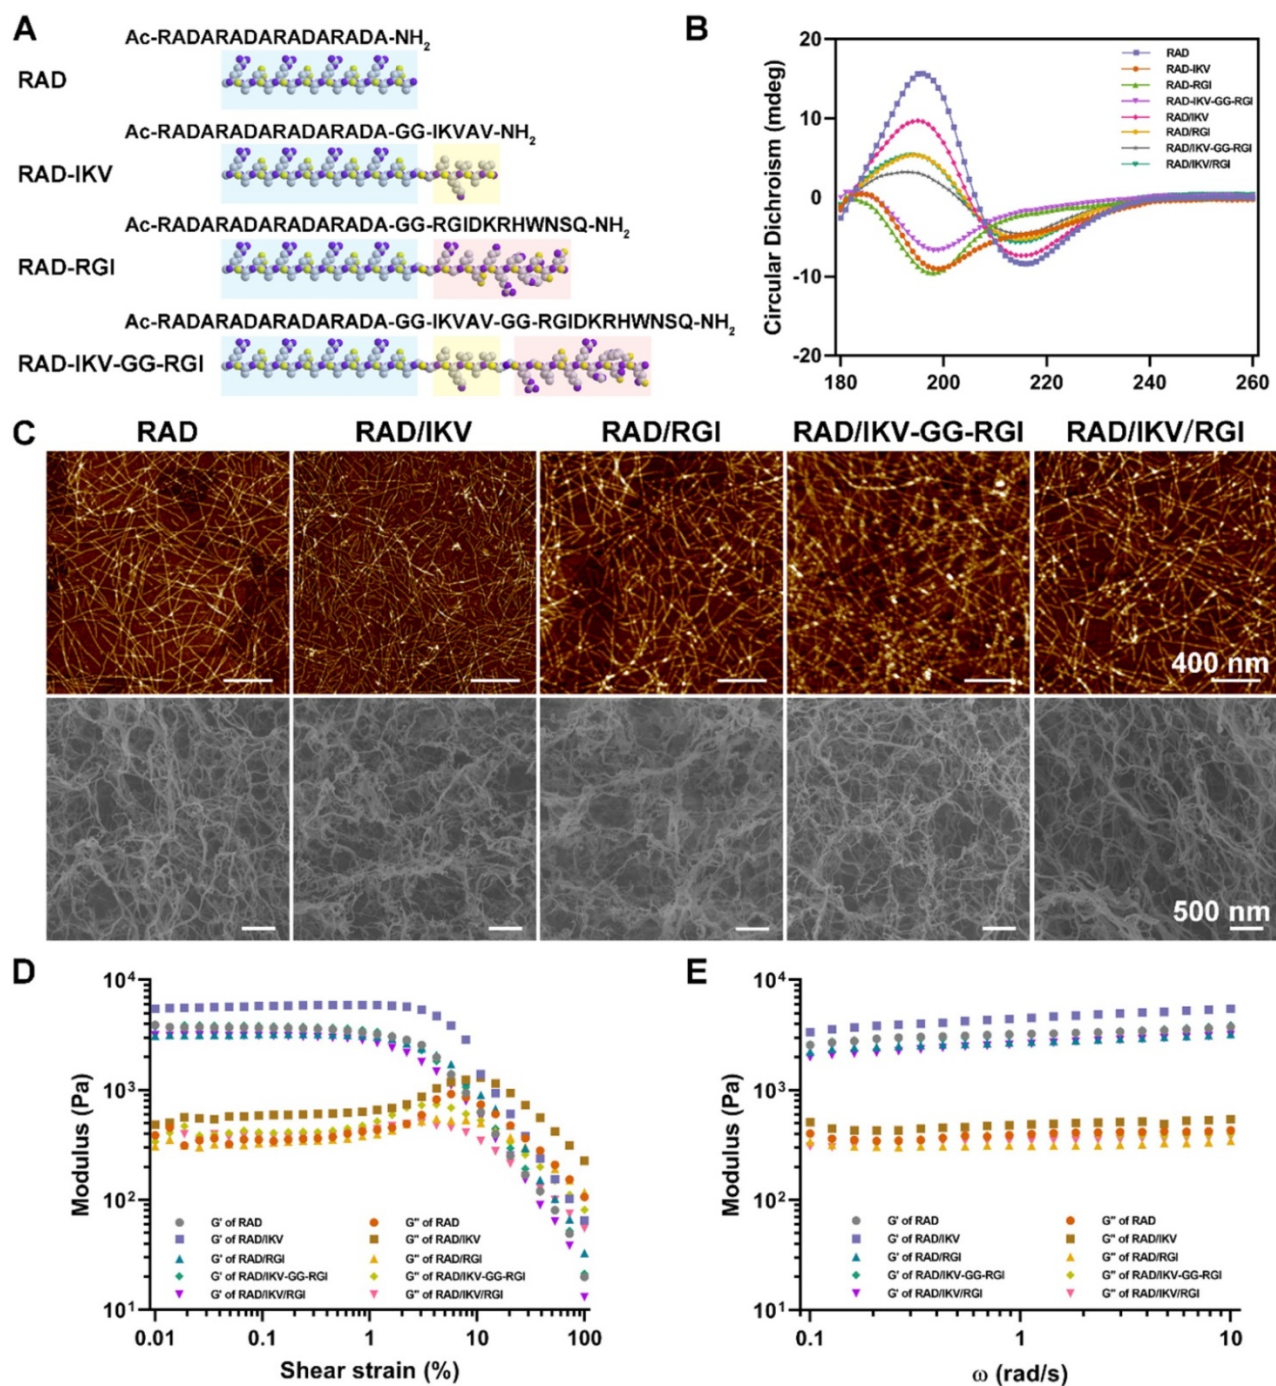 A
Ac-RADARADARADARADA-NH2
RAD
Ac-RADARADARADARADA-GG-IKVAV-NH2
RAD-IKV
Ac-RADARADARADARADA-GG-RGIDKRHWNSQ-NH2
RAD-RGI
Ac-RADARADARADARADA-GG-IKVAV-GG-RGIDKRHWNSQ-NH2
RAD-IKV-GG-RGI
B
Circular Dichroism (mdeg)
20
10
0
-10
-20
180
200
220
240
260
RAD
RAD-IKV
RAD-RGI
RAD-IKV-GG-RGI
RAD/IKV
RAD/RGI
RAD/IKV-GG-RGI
RAD/IKV/RGI
C
RAD
RAD/IKV
RAD/RGI
RAD/IKV-GG-RGI
RAD/IKV/RGI
400 nm
500 nm
D
Modulus (Pa)
10^4
10^3
10^2
10^1
G' of RAD
G' of RAD/IKV
G' of RAD/RGI
G' of RAD/IKV-GG-RGI
G' of RAD/IKV/RGI
G" of RAD
G" of RAD/IKV
G" of RAD/RGI
G" of RAD/IKV-GG-RGI
G" of RAD/IKV/RGI
0.01
0.1
1
10
100
Shear strain (%)
E
Modulus (Pa)
10^4
10^3
10^2
10^1
G' of RAD
G' of RAD/IKV
G' of RAD/RGI
G' of RAD/IKV-GG-RGI
G' of RAD/IKV/RGI
G" of RAD
G" of RAD/IKV
G" of RAD/RGI
G" of RAD/IKV-GG-RGI
G" of RAD/IKV/RGI
0.1
1
10
ω (rad/s)